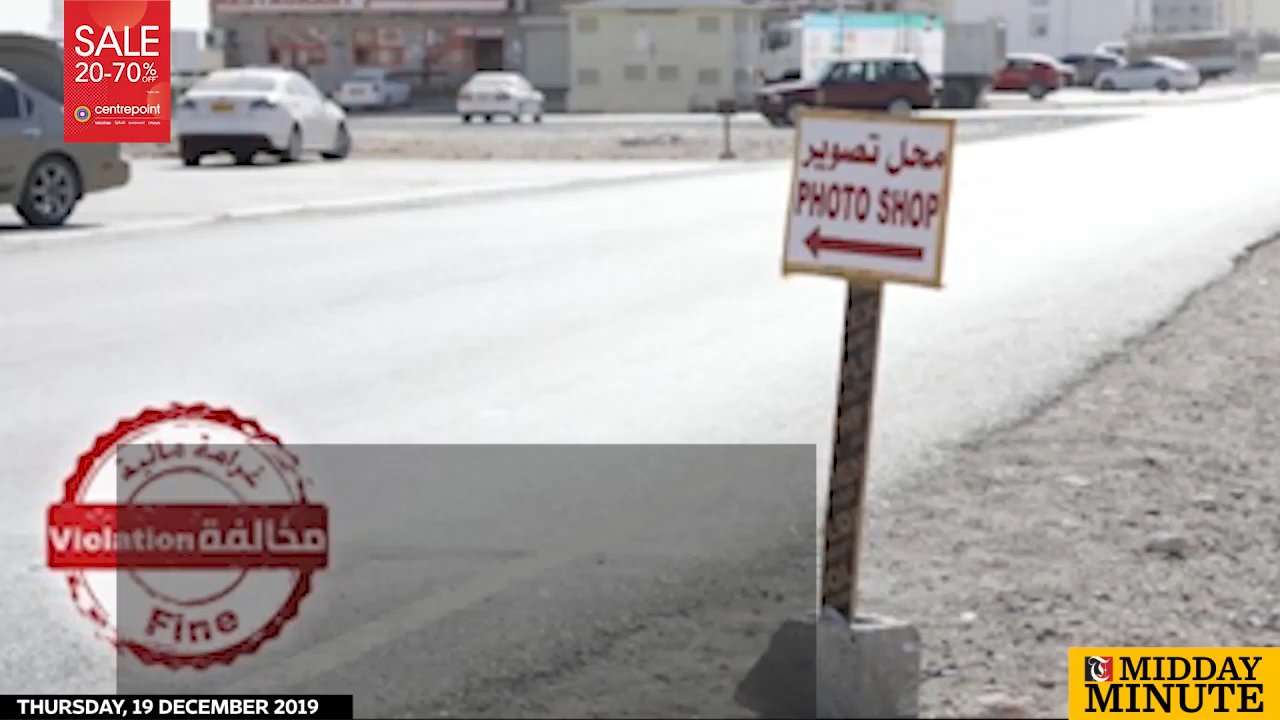 SALE
20-70%
OFF
centrepoint
محل تصوير
PHOTO SHOP
غرامة مالية
Violation مخالفة
Fine
THURSDAY, 19 DECEMBER 2019
MIDDAY
MINUTE